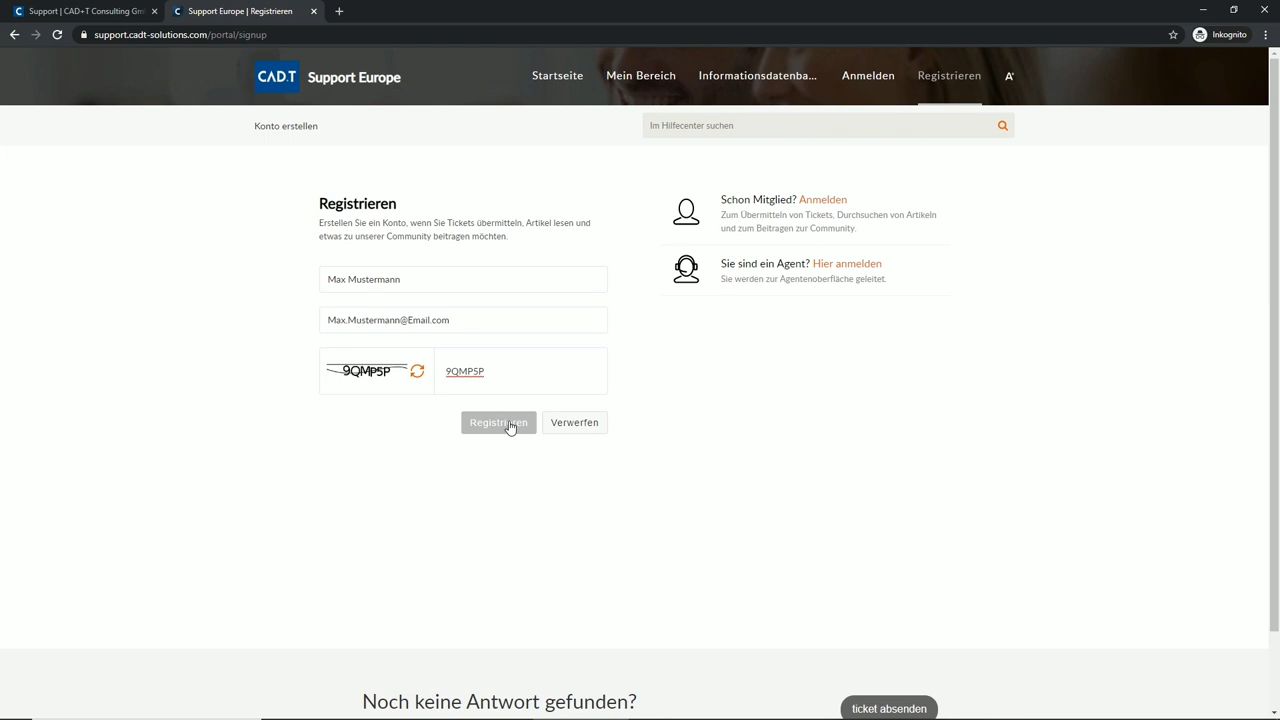 Support | CAD+T Consulting Gm
Support Europe | Registrieren
support.cadt-solutions.com/portal/signup
Inkognito
CAD.T
Support Europe
Startseite
Mein Bereich
Informationsdatenba...
Anmelden
Registrieren
A
Konto erstellen
Im Hilfecenter suchen
Registrieren
Erstellen Sie ein Konto, wenn Sie Tickets übermitteln, Artikel lesen und
etwas zu unserer Community beitragen möchten.
Max Mustermann
Max.Mustermann@Email.com
9QMP5P
9QMP5P
Registrieren
Verwerfen
Schon Mitglied? Anmelden
Zum Übermitteln von Tickets, Durchsuchen von Artikeln
und zum Beitragen zur Community.
Sie sind ein Agent? Hier anmelden
Sie werden zur Agentenoberfläche geleitet.
Noch keine Antwort gefunden?
ticket absenden